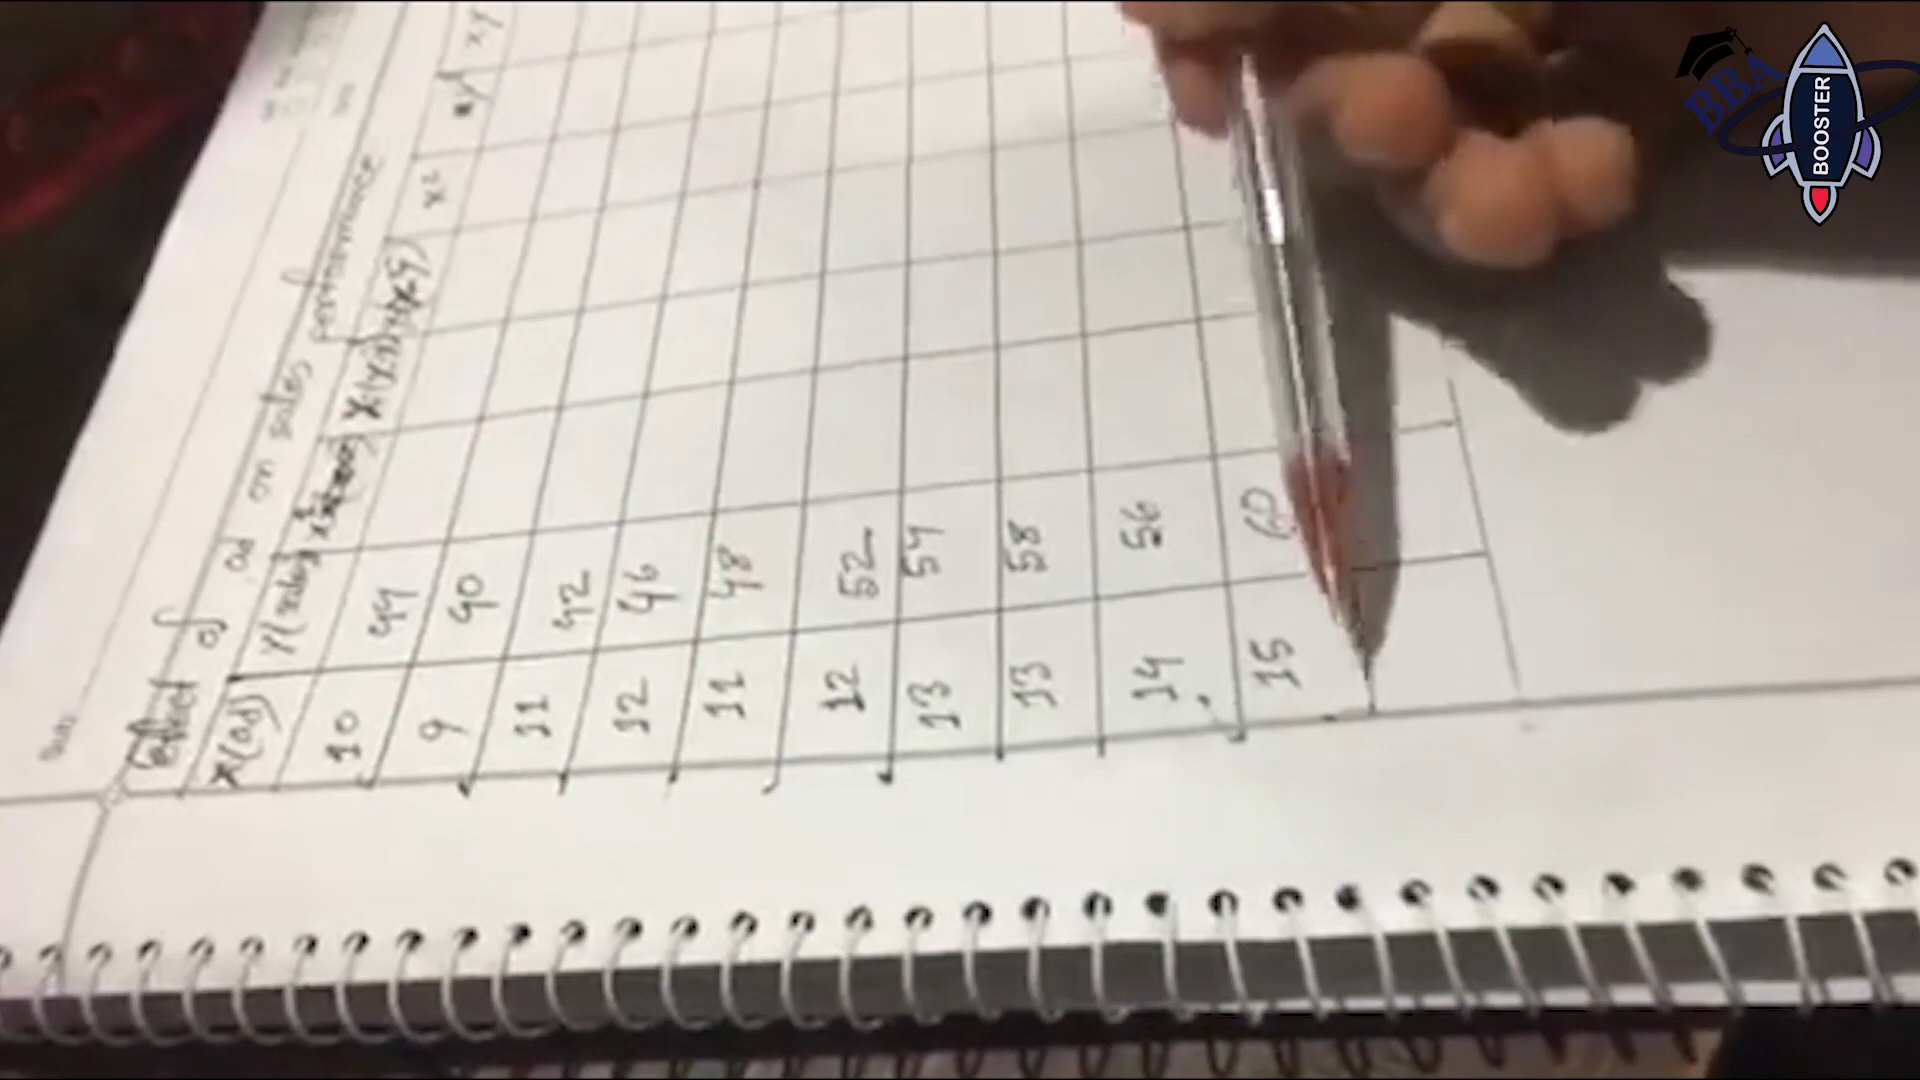 Effect of ad on sales performance
X(ad) Y(sales) x² xy
10 44
9 40
11 42
12 46
11 48
12 52
13 54
13 58
14 56
15 60
BBA
BOOSTER